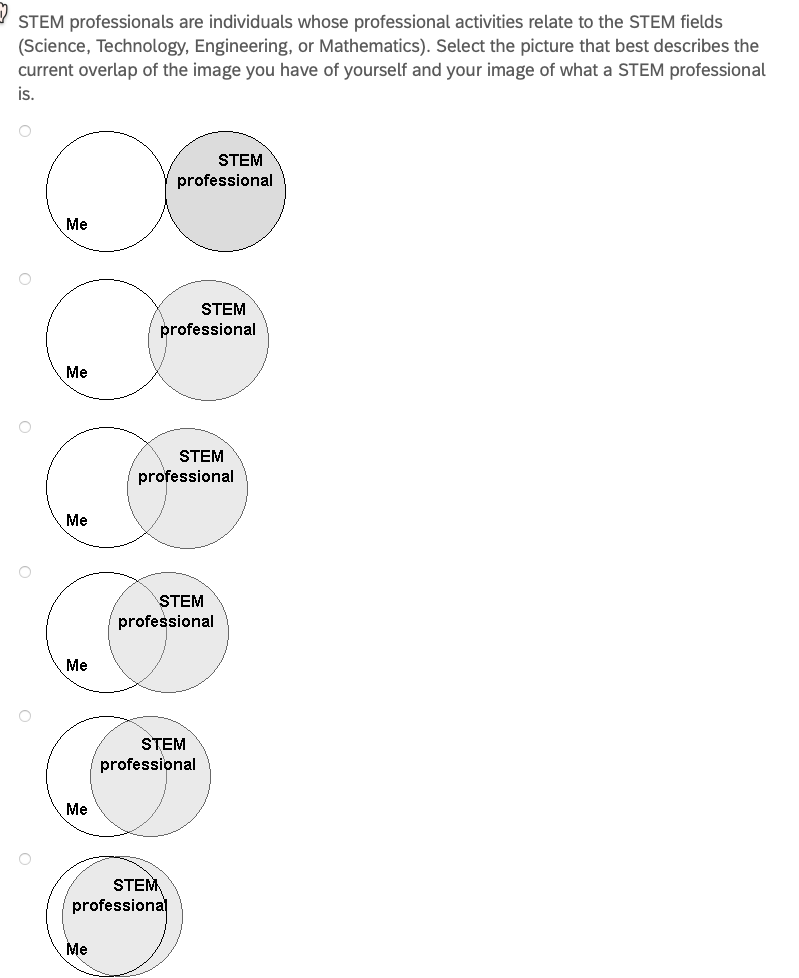 STEM professionals are individuals whose professional activities relate to the STEM fields
(Science, Technology, Engineering, or Mathematics). Select the picture that best describes the
current overlap of the image you have of yourself and your image of what a STEM professional
is.
STEM
professional
Me
STEM
professional
Me
STEM
professional
Me
STEM
professional
Me
STEM
professional
Me
STEM
professional
Me